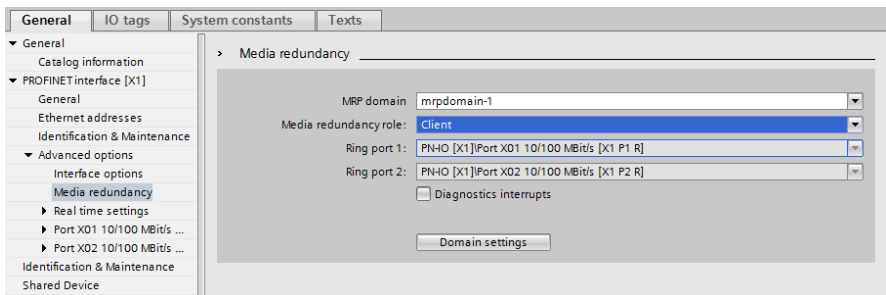 General IO tags System constants Texts
General
Catalog information
PROFINET interface [X1]
General
Ethernet addresses
Identification & Maintenance
Advanced options
Interface options
Media redundancy
Real time settings
Port X01 10/100 MBit/s ...
Port X02 10/100 MBit/s ...
Identification & Maintenance
Shared Device
Media redundancy
MRP domain mrpdomain-1
Media redundancy role: Client
Ring port 1: PN-IO [X1]\Port X01 10/100 MBit/s [X1 P1 R]
Ring port 2: PN-IO [X1]\Port X02 10/100 MBit/s [X1 P2 R]
Diagnostics interrupts
Domain settings